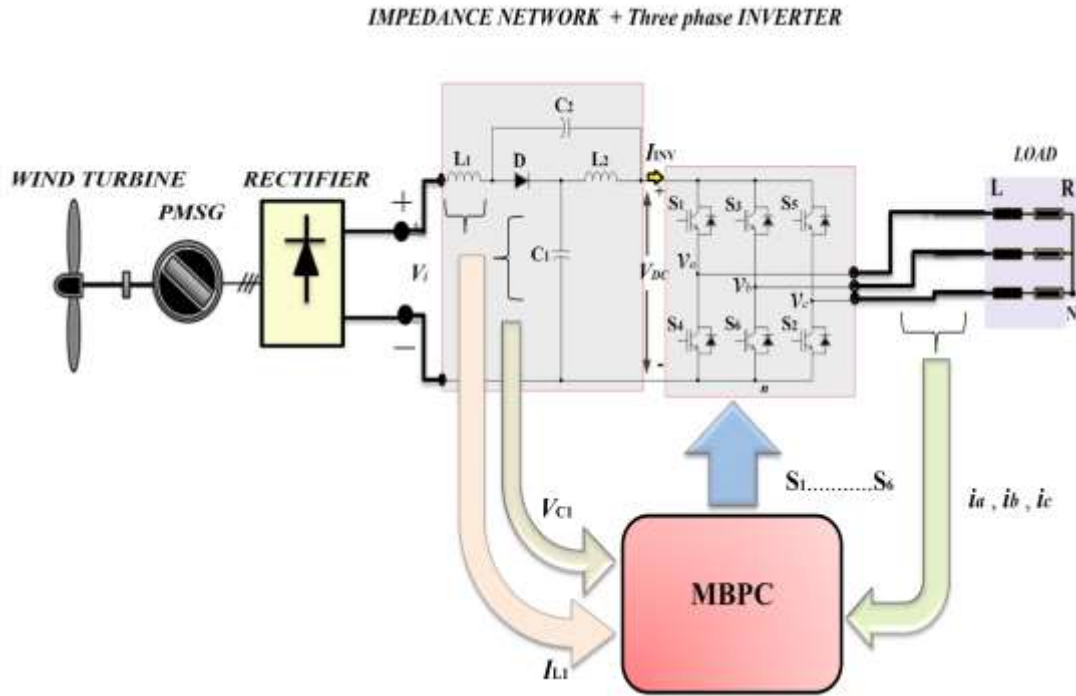 IMPEDANCE NETWORK + Three phase INVERTER
C2
L1
D
L2
IINV
LOAD
WIND TURBINE
RECTIFIER
L
R
PMSG
+
+
+
S1
S3
S5
Vi
C1
VDC
Va
Vb
Vc
N
S4
S6
S2
-
n
S1............S6
ia , ib , ic
VC1
MBPC
IL1